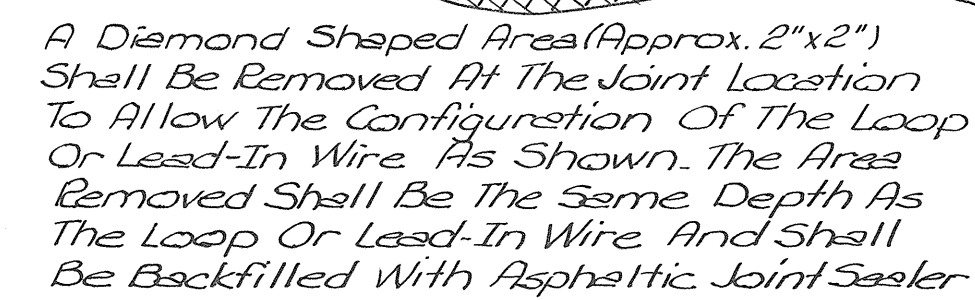 A Diamond Shaped Area (Approx. 2"x2")
Shall Be Removed At The Joint Location
To Allow The Configuration Of The Loop
Or Lead-In Wire As Shown. The Area
Removed Shall Be The Same Depth As
The Loop Or Lead-In Wire And Shall
Be Backfilled With Asphaltic Joint Sealer